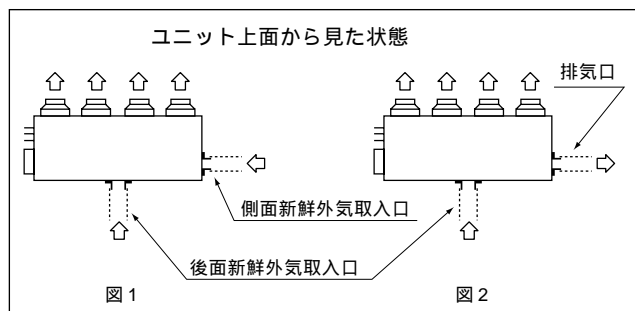 ユニット上面から見た状態
排気口
側面新鮮外気取入口
後面新鮮外気取入口
図1
図2